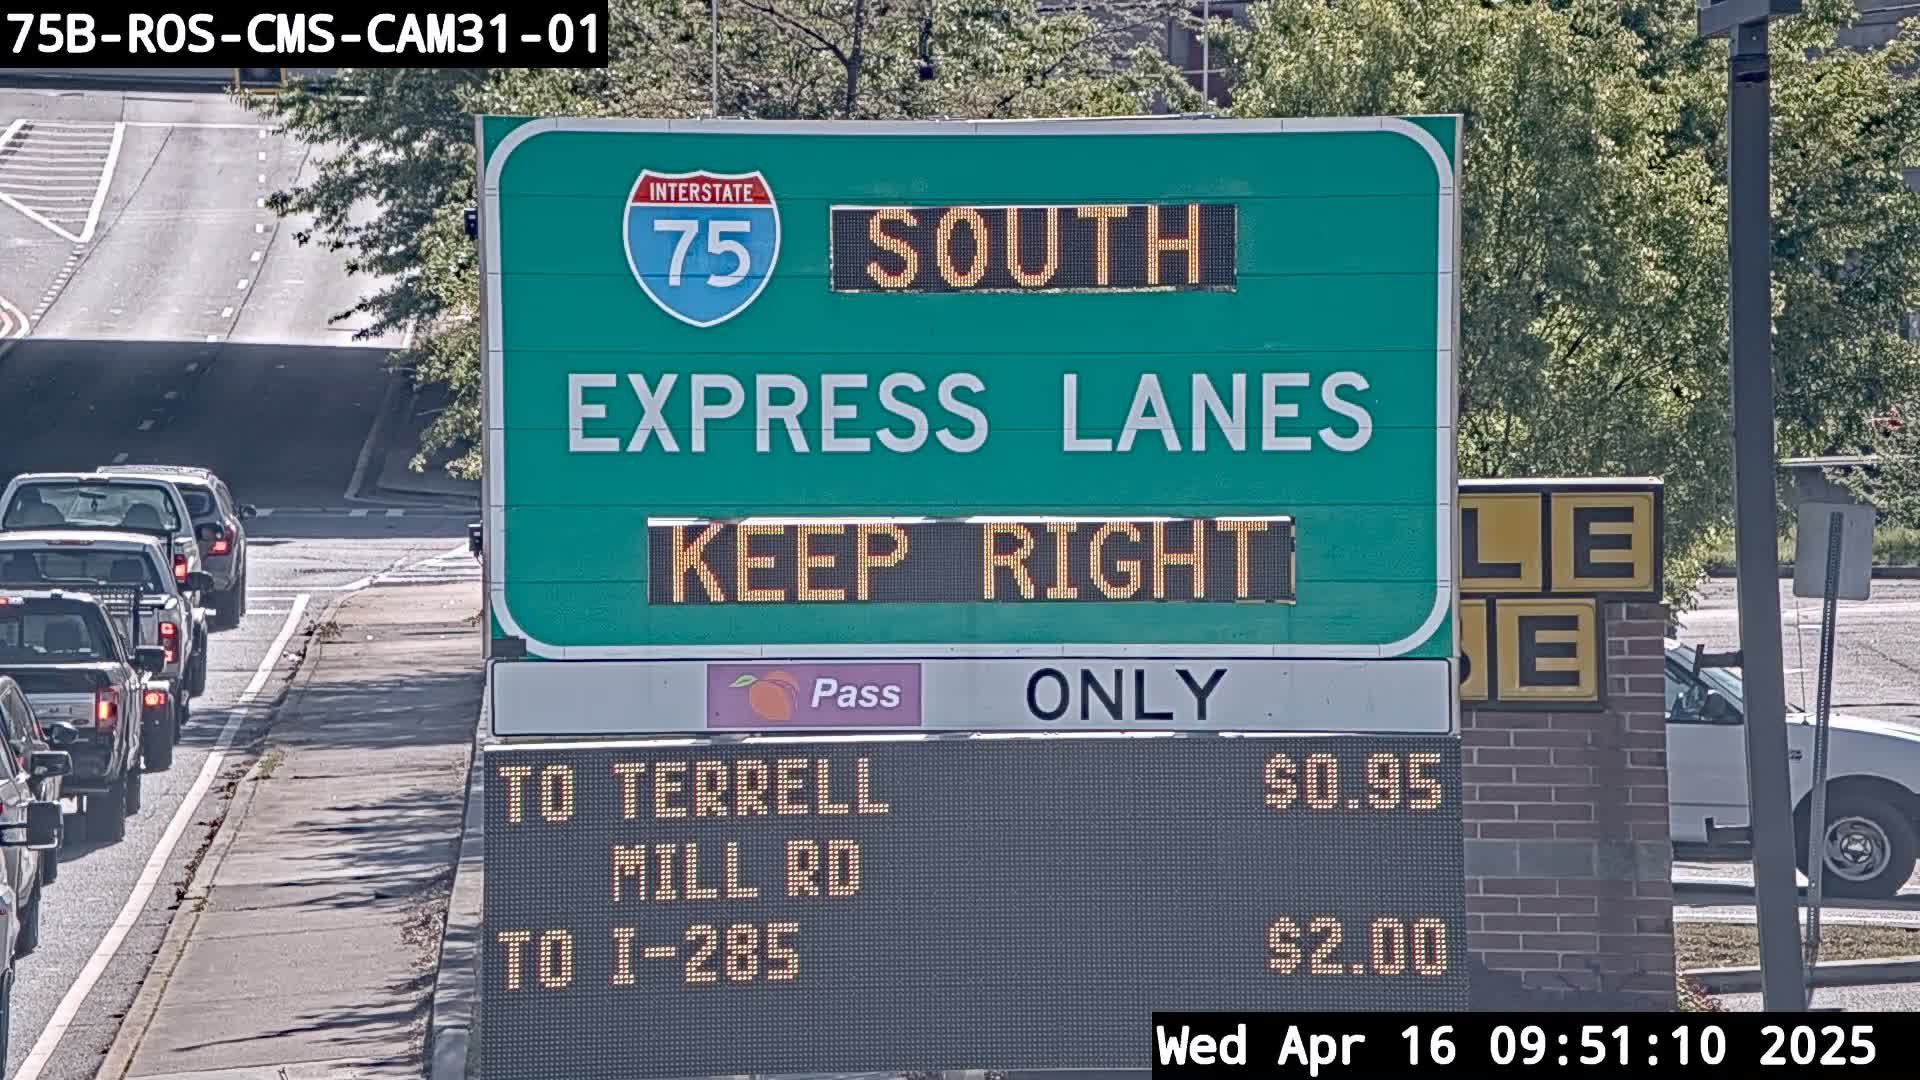 75B-ROS-CMS-CAM31-01
INTERSTATE
75
SOUTH
EXPRESS LANES
KEEP RIGHT
Pass ONLY
TO TERRELL $0.95
MILL RD
TO I-285 $2.00
LE
E
Wed Apr 16 09:51:10 2025